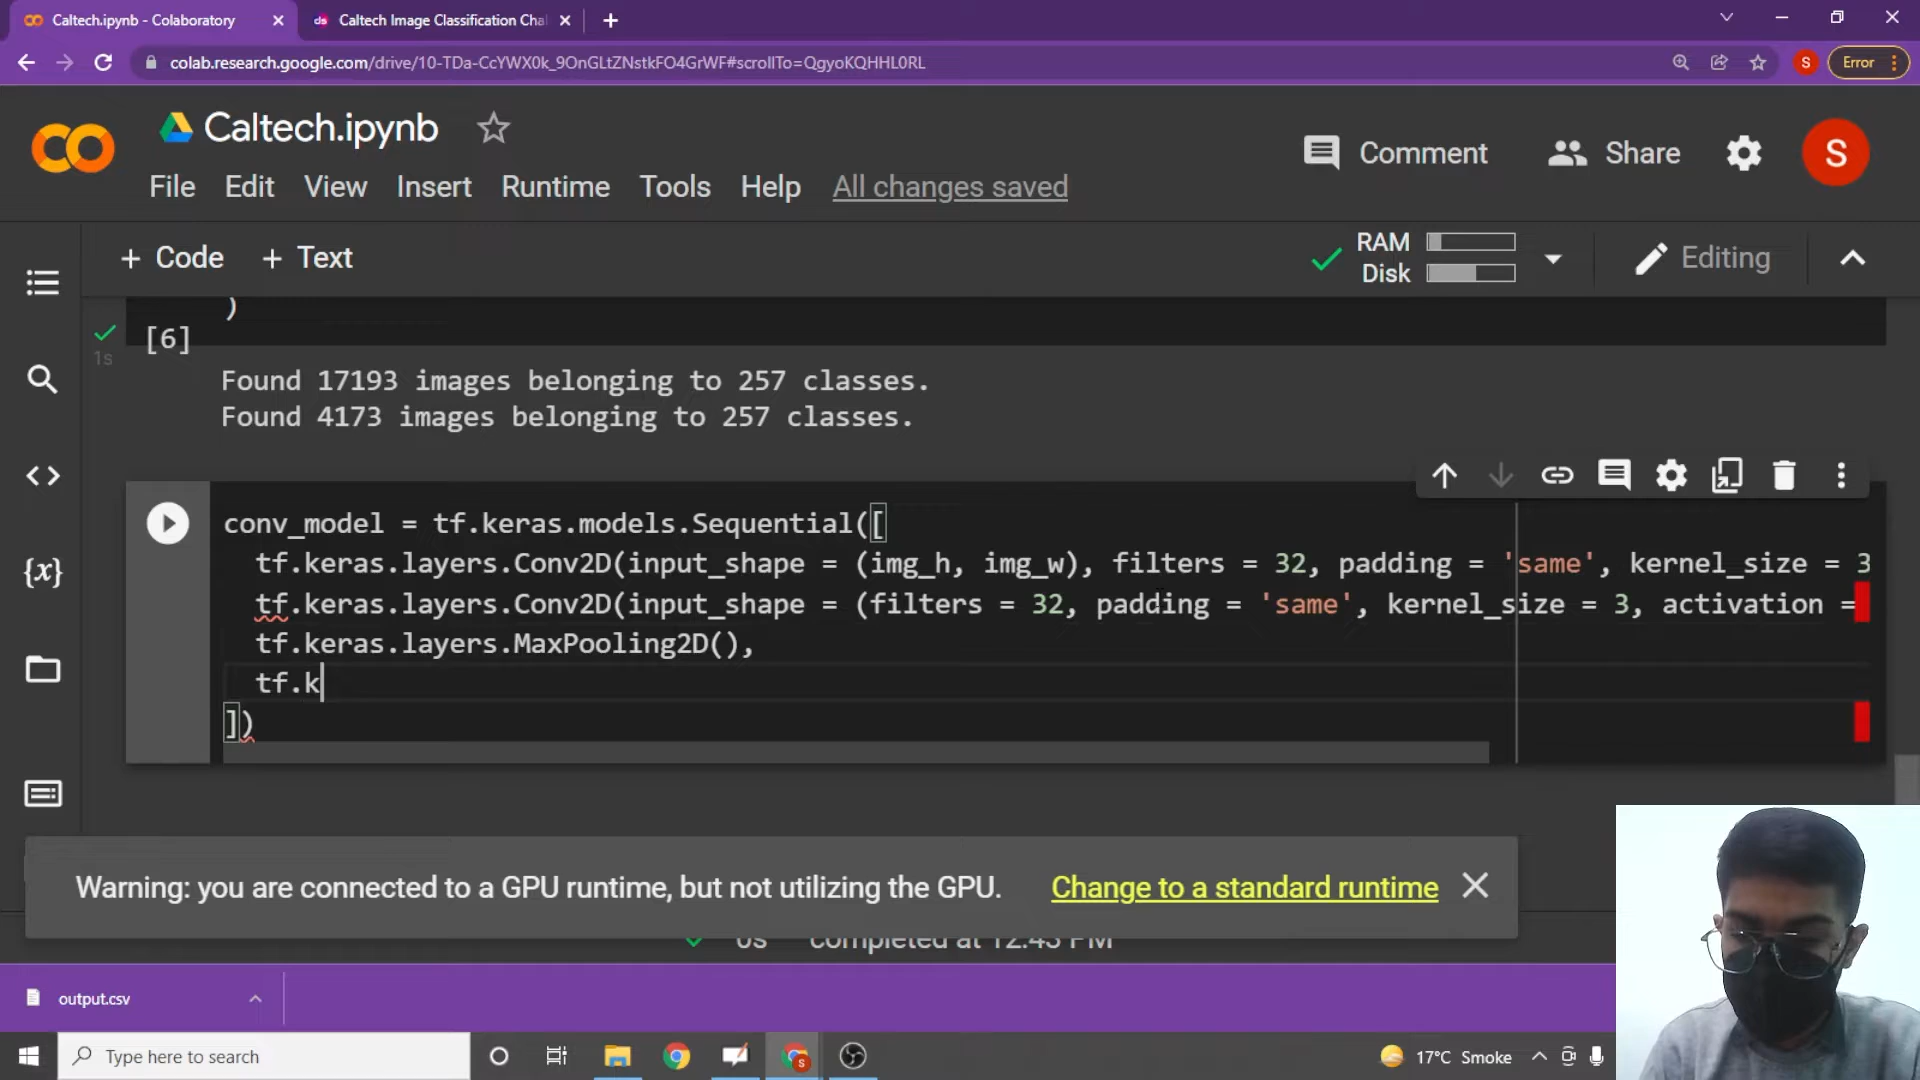 Caltech.ipynb - Colaboratory
ds Caltech Image Classification Cha
colab.research.google.com/drive/10-TDa-CcYWX0k_9OnGLtZNstkFO4GrWF#scrollTo=QgyoKQHHL0RL
S
Error
CO
Caltech.ipynb
Comment
Share
S
File Edit View Insert Runtime Tools Help All changes saved
+ Code + Text
RAM
Disk
Editing
)
[6]
1s
Found 17193 images belonging to 257 classes.
Found 4173 images belonging to 257 classes.
conv_model = tf.keras.models.Sequential([
tf.keras.layers.Conv2D(input_shape = (img_h, img_w), filters = 32, padding = 'same', kernel_size = 3
tf.keras.layers.Conv2D(input_shape = (filters = 32, padding = 'same', kernel_size = 3, activation =
tf.keras.layers.MaxPooling2D(),
tf.k
])
{x}
Warning: you are connected to a GPU runtime, but not utilizing the GPU. Change to a standard runtime
0s completed at 12:43 PM
output.csv
Type here to search
S
17°C Smoke